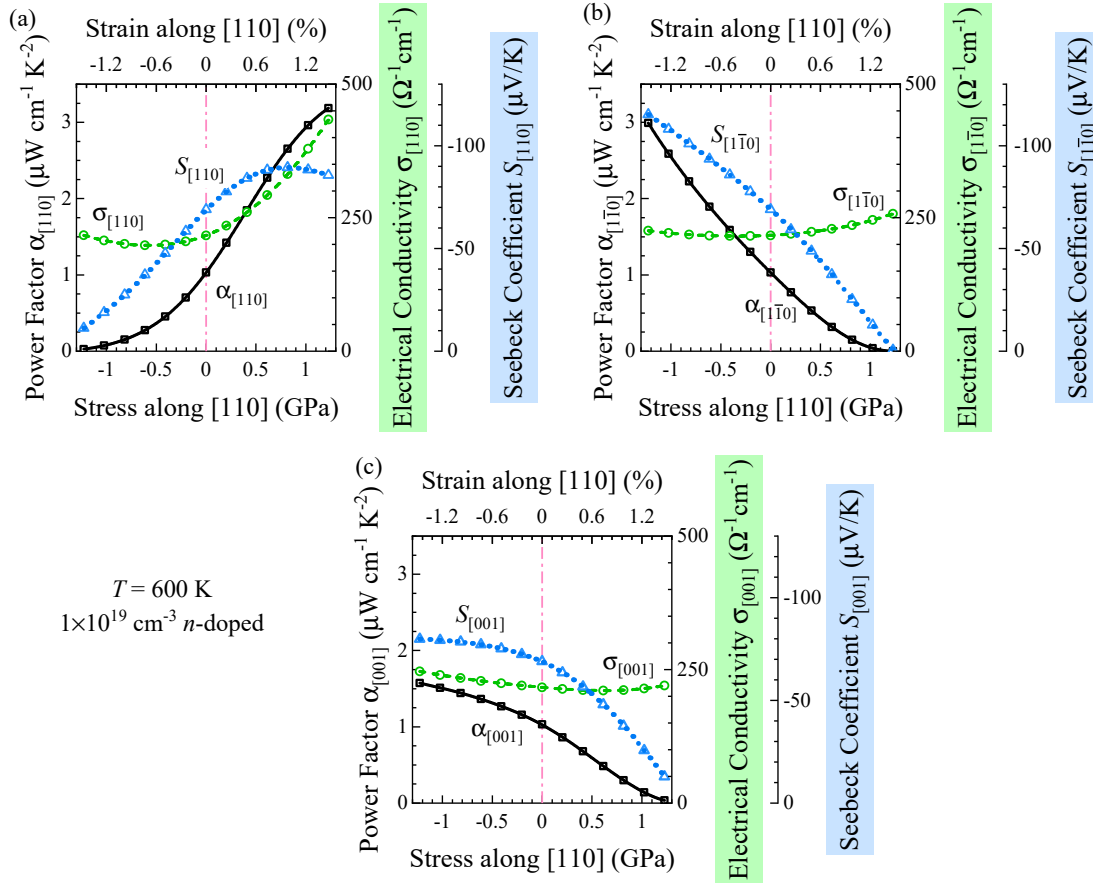 (a)
Strain along [110] (%)
-1.2 -0.6 0 0.6 1.2
Power Factor α[110] (μW cm-1 K-2)
3
2
1
0
S[110]
σ[110]
α[110]
500
250
0
Electrical Conductivity σ[110] (Ω-1cm-1)
-100
-50
0
Seebeck Coefficient S[110] (μV/K)
-1 -0.5 0 0.5 1
Stress along [110] (GPa)
(b)
Strain along [110] (%)
-1.2 -0.6 0 0.6 1.2
Power Factor α[11̅0] (μW cm-1 K-2)
3
2
1
0
S[11̅0]
σ[11̅0]
α[11̅0]
500
250
0
Electrical Conductivity σ[11̅0] (Ω-1cm-1)
-100
-50
0
Seebeck Coefficient S[11̅0] (μV/K)
-1 -0.5 0 0.5 1
Stress along [110] (GPa)
T = 600 K
1×10¹⁹ cm-3 n-doped
(c)
Strain along [110] (%)
-1.2 -0.6 0 0.6 1.2
Power Factor α[001] (μW cm-1 K-2)
3
2
1
0
S[001]
σ[001]
α[001]
500
250
0
Electrical Conductivity σ[001] (Ω-1cm-1)
-100
-50
0
Seebeck Coefficient S[001] (μV/K)
-1 -0.5 0 0.5 1
Stress along [110] (GPa)